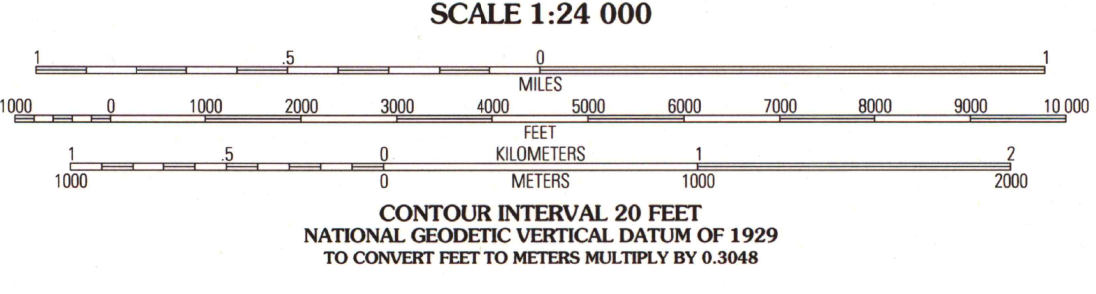 SCALE 1:24 000
1 .5 0 1
MILES
1000 0 1000 2000 3000 4000 5000 6000 7000 8000 9000 10 000
FEET
1 .5 0 KILOMETERS 1 2
1000 0 METERS 1000 2000
CONTOUR INTERVAL 20 FEET
NATIONAL GEODETIC VERTICAL DATUM OF 1929
TO CONVERT FEET TO METERS MULTIPLY BY 0.3048